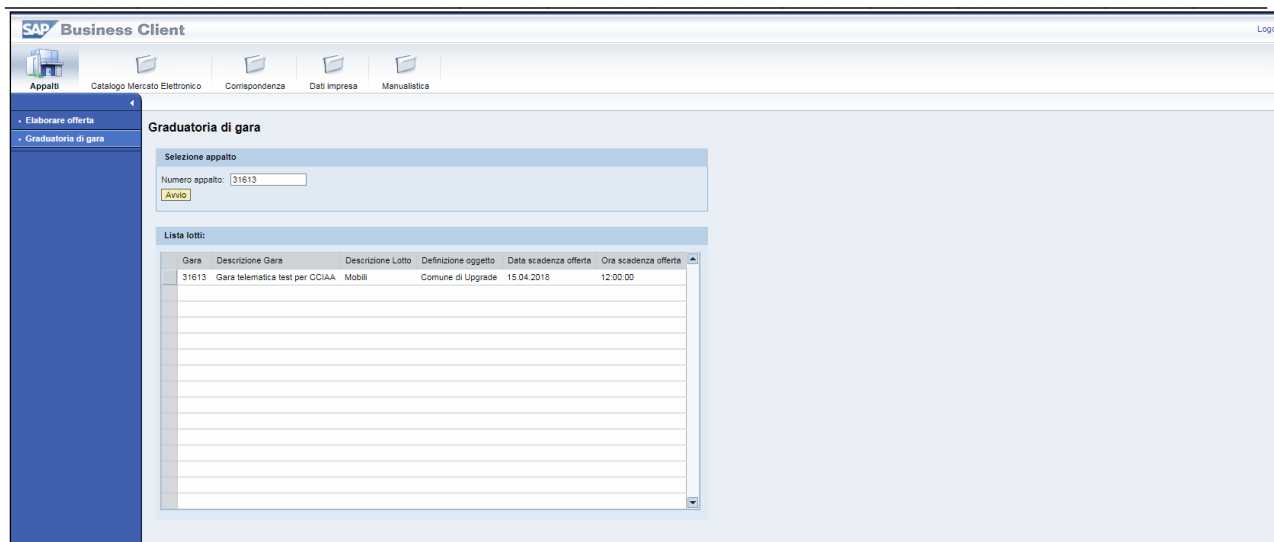 SAP Business Client
Appalti Catalogo Mercato Elettronico Corrispondenza Dati impresa Manualistica
Elaborare offerta
Graduatoria di gara
Graduatoria di gara
Selezione appalto
Numero appalto: 31613
Avvio
Lista lotti:
Gara Descrizione Gara Descrizione Lotto Definizione oggetto Data scadenza offerta Ora scadenza offerta
31613 Gara telematica test per CCIAA Mobili Comune di Upgrade 15.04.2018 12:00:00